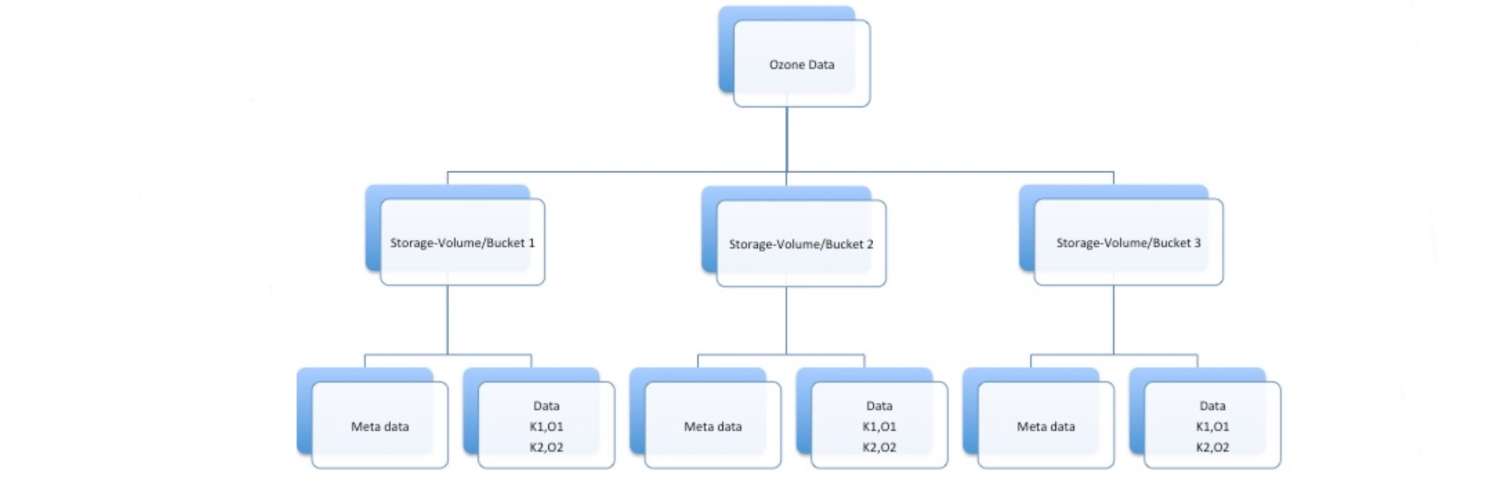 Ozone Data
Storage-Volume/Bucket 1
Storage-Volume/Bucket 2
Storage-Volume/Bucket 3
Meta data
Data
K1,O1
K2,O2
Meta data
Data
K1,O1
K2,O2
Meta data
Data
K1,O1
K2,O2